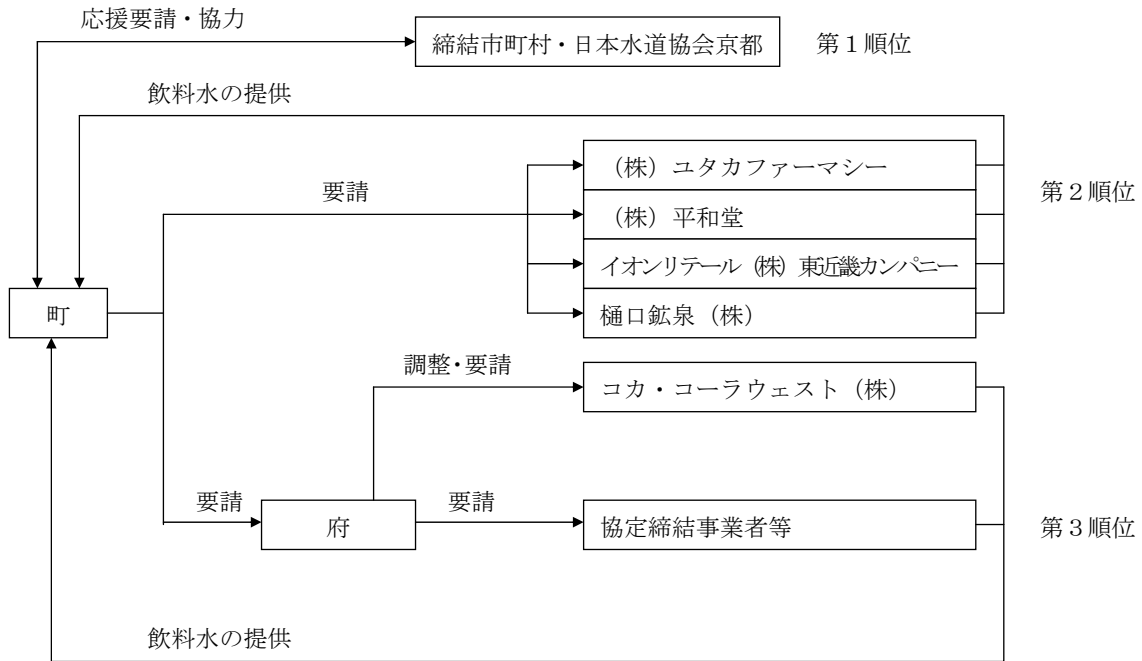 応援要請・協力
締結市町村・日本水道協会京都
第1順位
飲料水の提供
(株)ユタカファーマシー
要請
第2順位
(株)平和堂
イオンリテール(株)東近畿カンパニー
町
樋口鉱泉(株)
調整・要請
コカ・コーラウェスト(株)
要請
府
要請
協定締結事業者等
第3順位
飲料水の提供